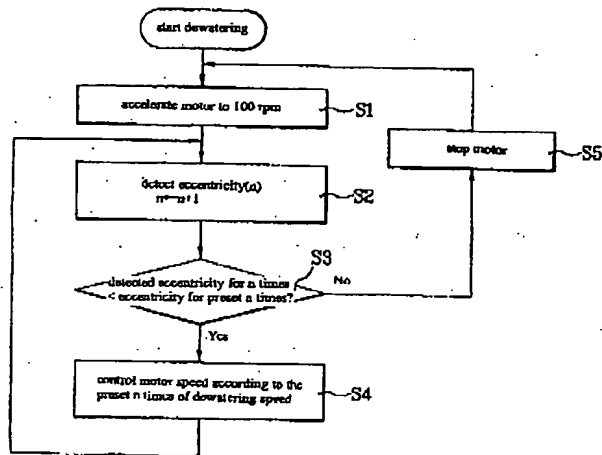 start dewatering
accelerate motor to 100 rpm
S1
stop motor
S5
detect eccentricity(n)
n←n+1
S2
S3
detected eccentricity for n times
< eccentricity for preset n times?
No
Yes
control motor speed according to the
preset n times of dewatering speed
S4